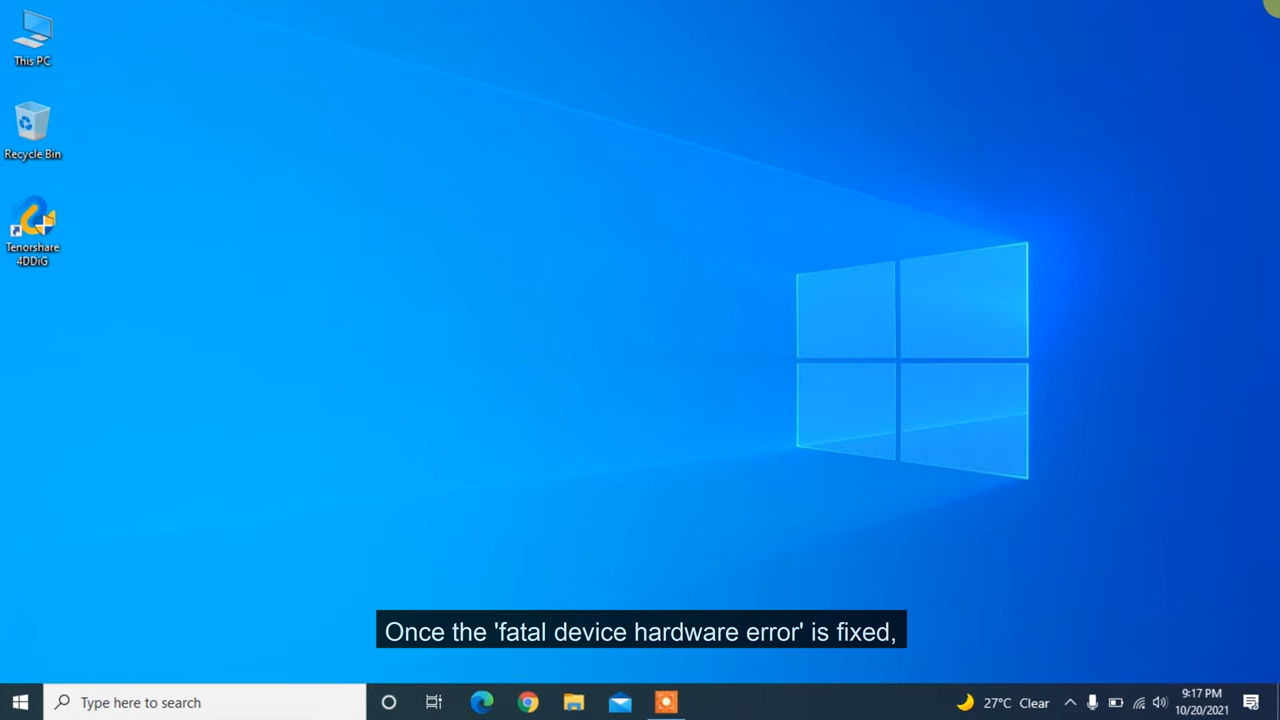 This PC
Recycle Bin
Tenorshare
4DDiG
Once the 'fatal device hardware error' is fixed,
Type here to search
27°C Clear
9:17 PM
10/20/2021